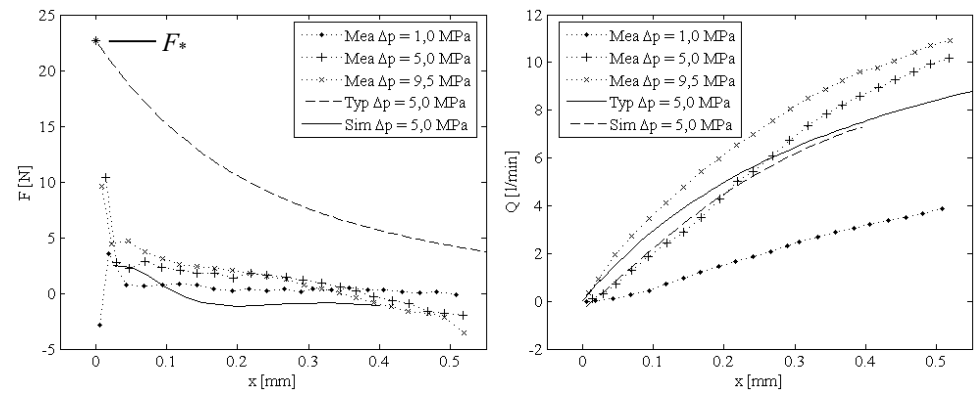 25
20
15
10
5
0
-5
F [N]
F*
Mea Δp = 1,0 MPa
Mea Δp = 5,0 MPa
Mea Δp = 9,5 MPa
Typ Δp = 5,0 MPa
Sim Δp = 5,0 MPa
0
0.1
0.2
0.3
0.4
0.5
x [mm]
12
10
8
6
4
2
0
-2
Q [l/min]
Mea Δp = 1,0 MPa
Mea Δp = 5,0 MPa
Mea Δp = 9,5 MPa
Typ Δp = 5,0 MPa
Sim Δp = 5,0 MPa
0
0.1
0.2
0.3
0.4
0.5
x [mm]